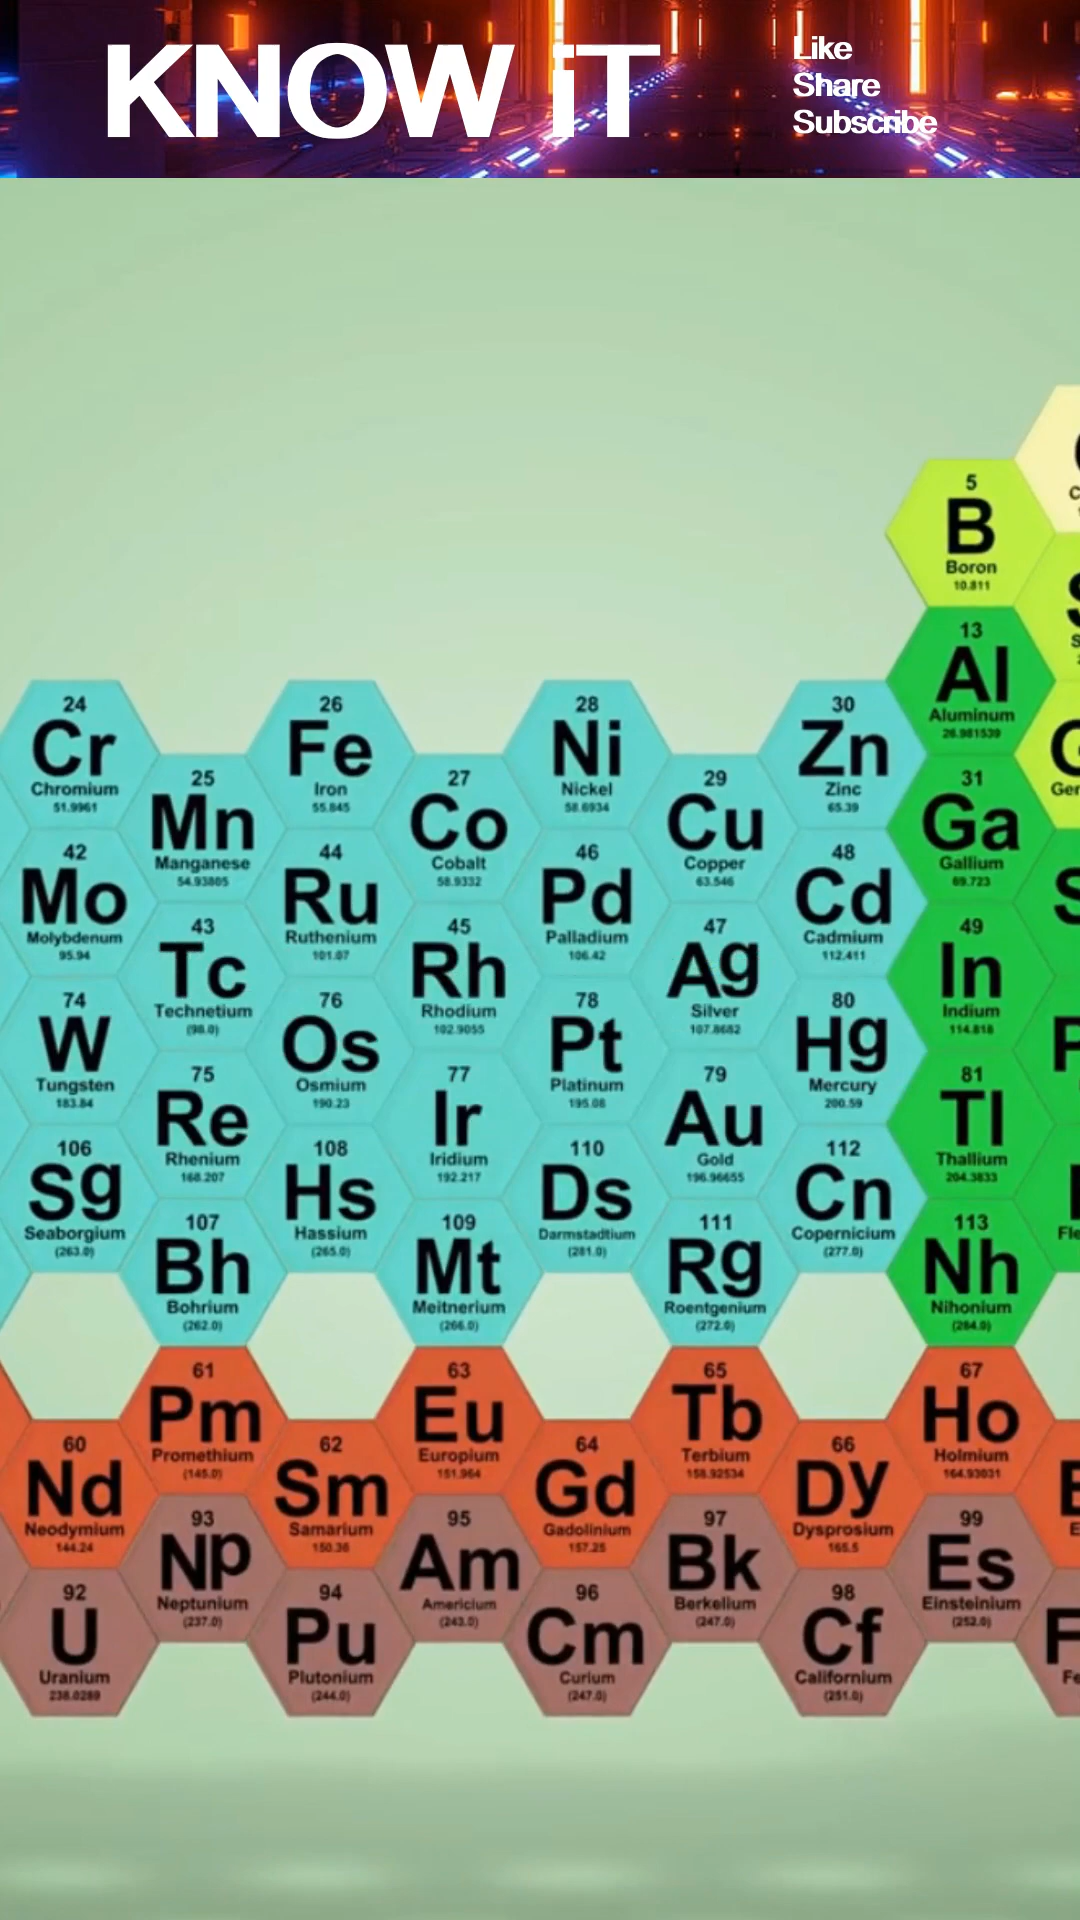 KNOW iT
Like
Share
Subscribe
5
B
Boron
10.811
13
Al
Aluminum
26.981539
24
Cr
Chromium
51.9961
26
Fe
Iron
55.845
28
Ni
Nickel
58.6934
30
Zn
Zinc
65.39
25
Mn
Manganese
54.93805
27
Co
Cobalt
58.9332
29
Cu
Copper
63.546
31
Ga
Gallium
69.723
42
Mo
Molybdenum
95.94
44
Ru
Ruthenium
101.07
46
Pd
Palladium
106.42
48
Cd
Cadmium
112.411
43
Tc
Technetium
(98.0)
45
Rh
Rhodium
102.9055
47
Ag
Silver
107.8682
49
In
Indium
114.818
74
W
Tungsten
183.84
76
Os
Osmium
190.23
78
Pt
Platinum
195.08
80
Hg
Mercury
200.59
75
Re
Rhenium
168.207
77
Ir
Iridium
192.217
79
Au
Gold
196.96655
81
Tl
Thallium
204.3833
106
Sg
Seaborgium
(263.0)
108
Hs
Hassium
(265.0)
110
Ds
Darmstadtium
(281.0)
112
Cn
Copernicium
(277.0)
107
Bh
Bohrium
(262.0)
109
Mt
Meitnerium
(266.0)
111
Rg
Roentgenium
(272.0)
113
Nh
Nihonium
(284.0)
61
Pm
Promethium
(145.0)
63
Eu
Europium
151.964
65
Tb
Terbium
158.92534
67
Ho
Holmium
164.93031
60
Nd
Neodymium
144.24
62
Sm
Samarium
150.36
64
Gd
Gadolinium
157.25
66
Dy
Dysprosium
165.5
93
Np
Neptunium
(237.0)
95
Am
Americium
(243.0)
97
Bk
Berkelium
(247.0)
99
Es
Einsteinium
(252.0)
92
U
Uranium
238.0289
94
Pu
Plutonium
(244.0)
96
Cm
Curium
(247.0)
98
Cf
Californium
(251.0)